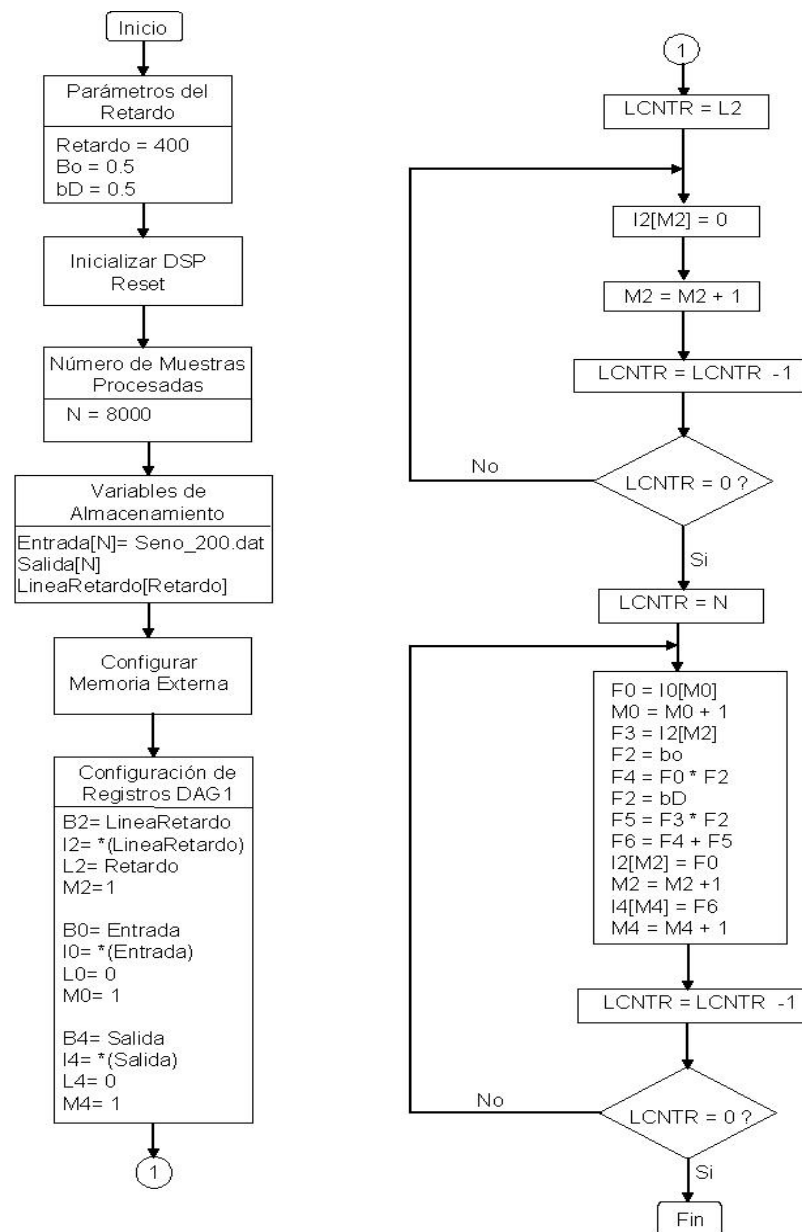 Inicio
Parámetros del
Retardo
Retardo = 400
Bo = 0.5
bD = 0.5
Inicializar DSP
Reset
Número de Muestras
Procesadas
N = 8000
Variables de
Almacenamiento
Entrada[N]= Seno_200.dat
Salida[N]
LineaRetardo[Retardo]
Configurar
Memoria Externa
Configuración de
Registros DAG1
B2= LineaRetardo
I2= *(LineaRetardo)
L2= Retardo
M2=1
B0= Entrada
I0= *(Entrada)
L0= 0
M0= 1
B4= Salida
I4= *(Salida)
L4= 0
M4= 1
1
1
LCNTR = L2
I2[M2] = 0
M2 = M2 + 1
LCNTR = LCNTR -1
No
LCNTR = 0 ?
Si
LCNTR = N
F0 = I0[M0]
M0 = M0 + 1
F3 = I2[M2]
F2 = bo
F4 = F0 * F2
F2 = bD
F5 = F3 * F2
F6 = F4 + F5
I2[M2] = F0
M2 = M2 +1
I4[M4] = F6
M4 = M4 + 1
LCNTR = LCNTR -1
No
LCNTR = 0 ?
Si
Fin